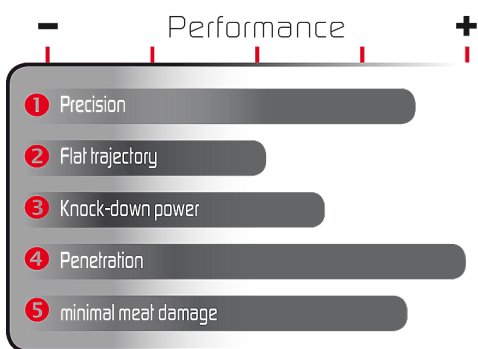 - Performance +
1 Precision
2 Flat trajectory
3 Knock-down power
4 Penetration
5 minimal meat damage